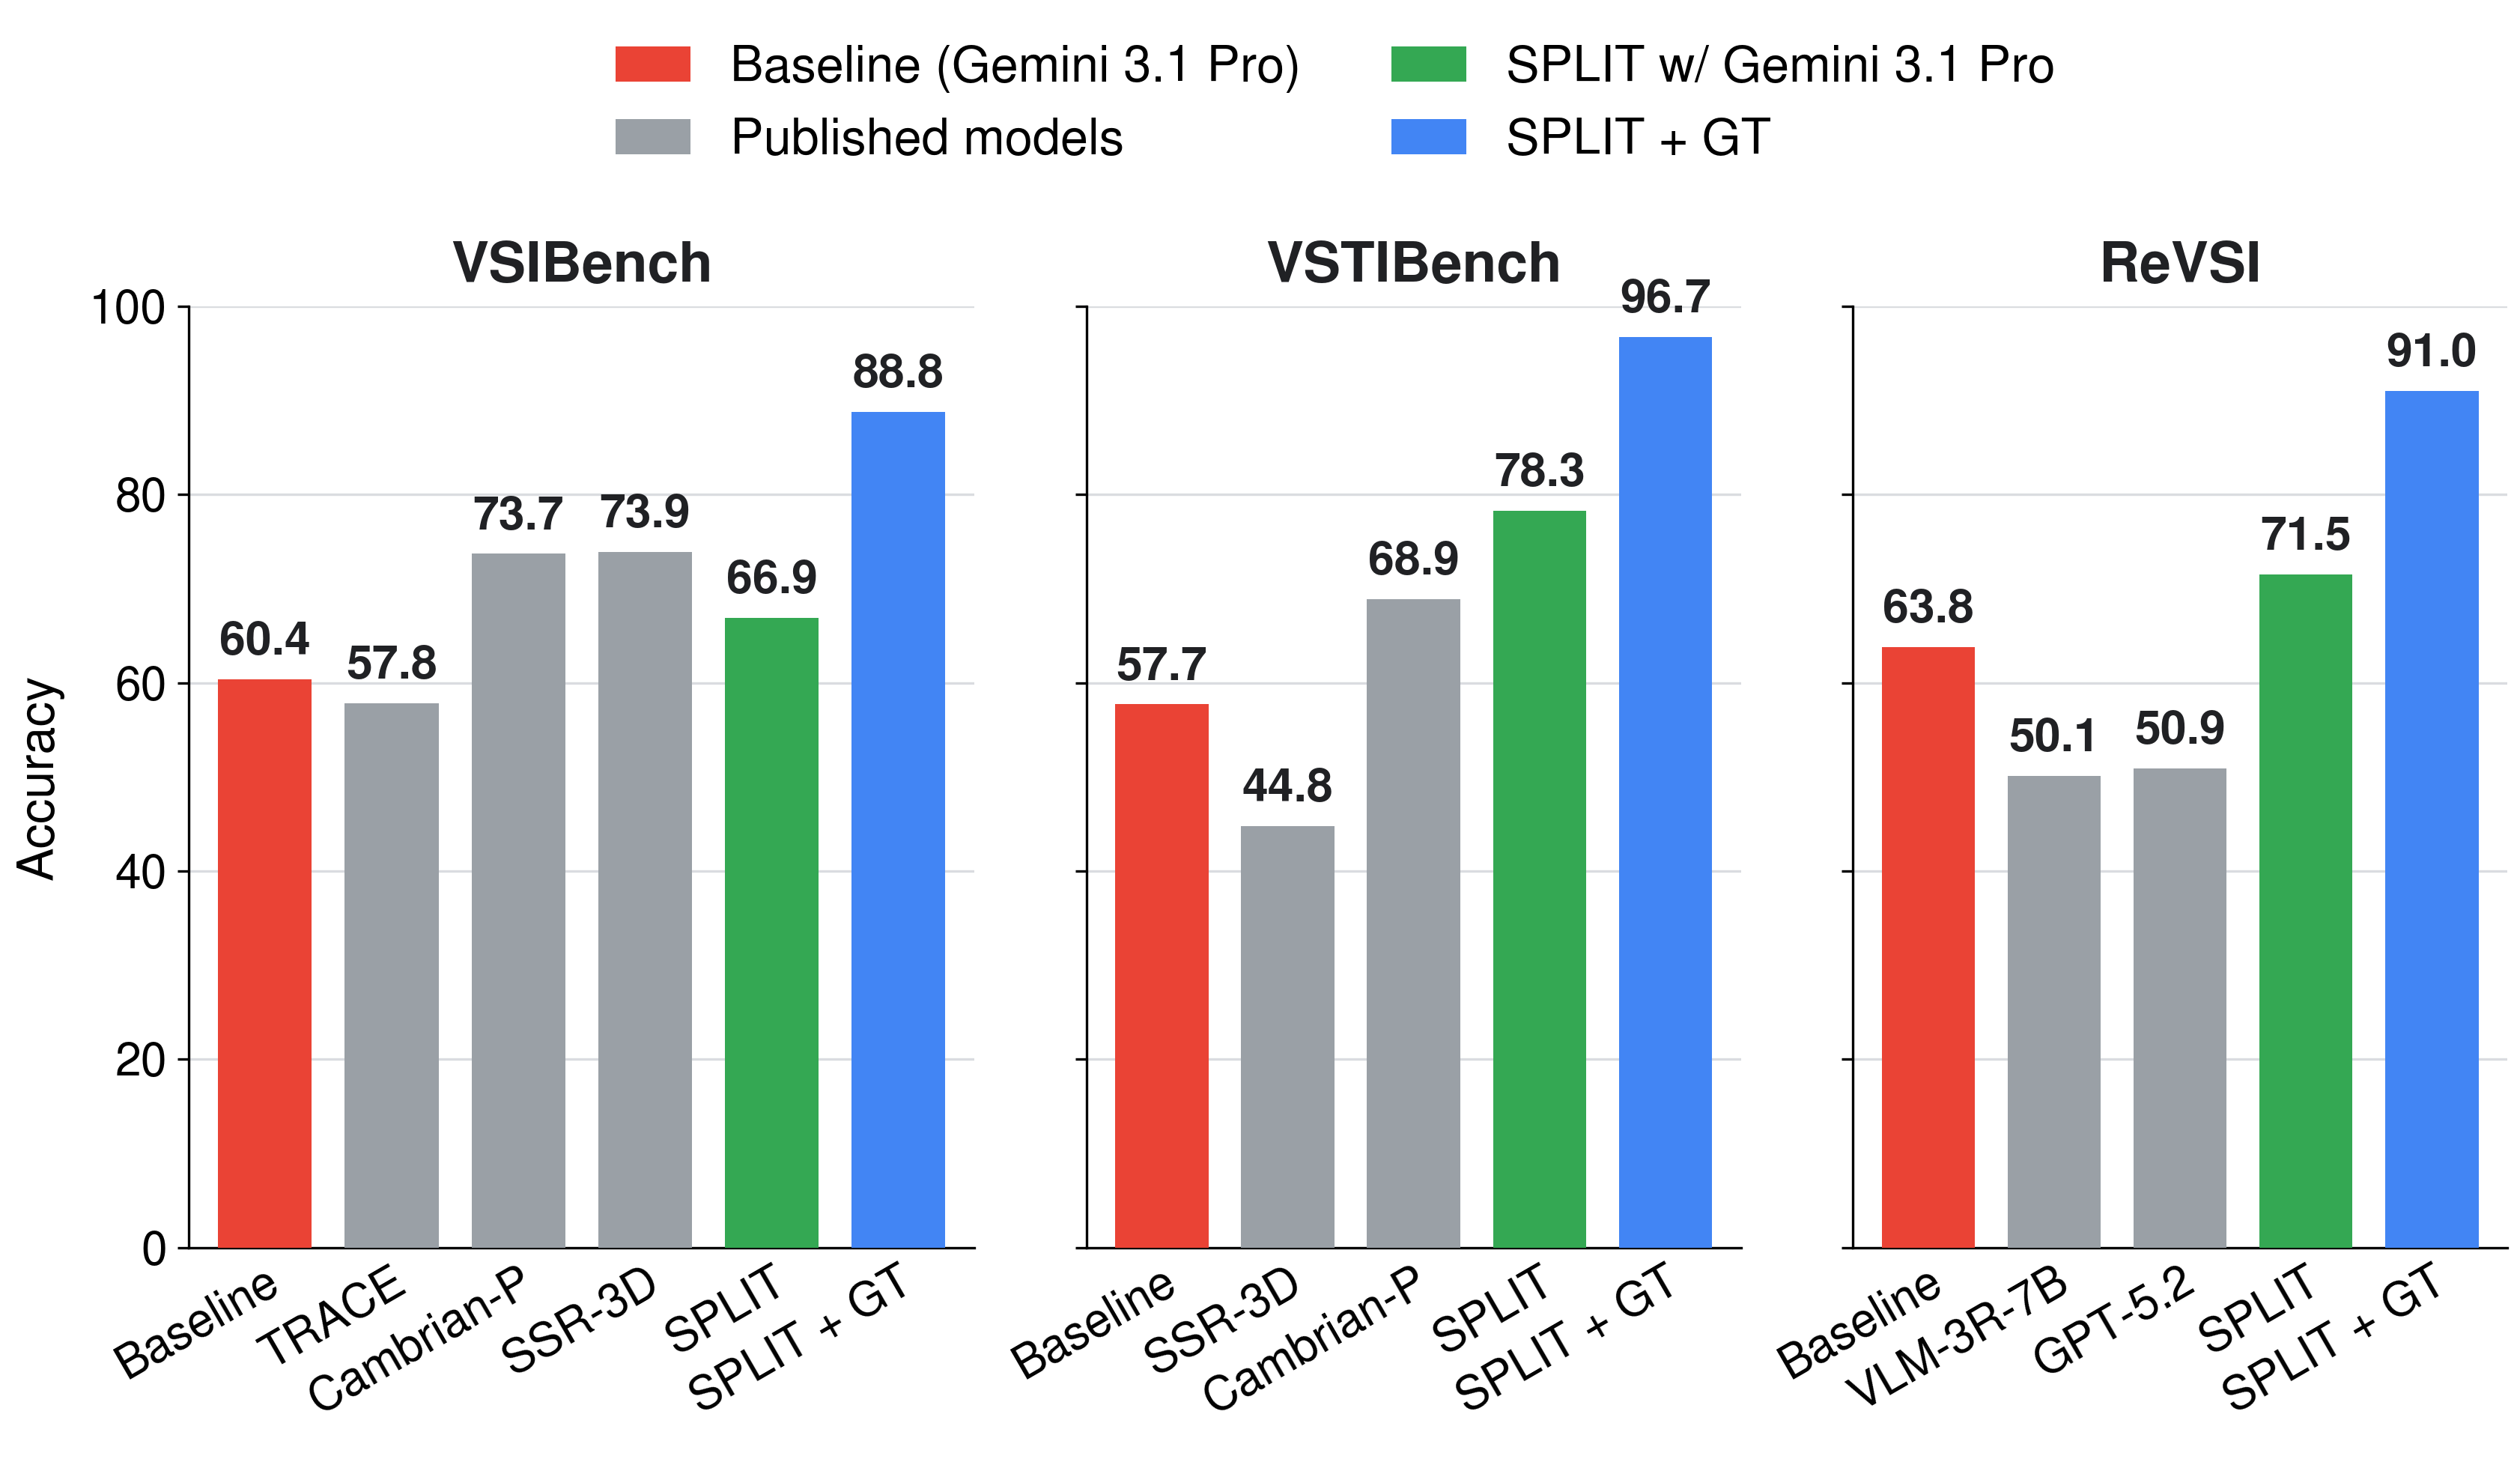 Baseline (Gemini 3.1 Pro)
Published models
SPLIT w/ Gemini 3.1 Pro
SPLIT + GT
VSIBench
Accuracy
100
80
60
40
20
0
60.4
57.8
73.7
73.9
66.9
88.8
Baseline
TRACE
Cambrian-P
SSR-3D
SPLIT
SPLIT + GT
VSTIBench
57.7
44.8
68.9
78.3
96.7
Baseline
SSR-3D
Cambrian-P
SPLIT
SPLIT + GT
ReVSI
63.8
50.1
50.9
71.5
91.0
Baseline
VLM-3R-7B
GPT-5.2
SPLIT
SPLIT + GT